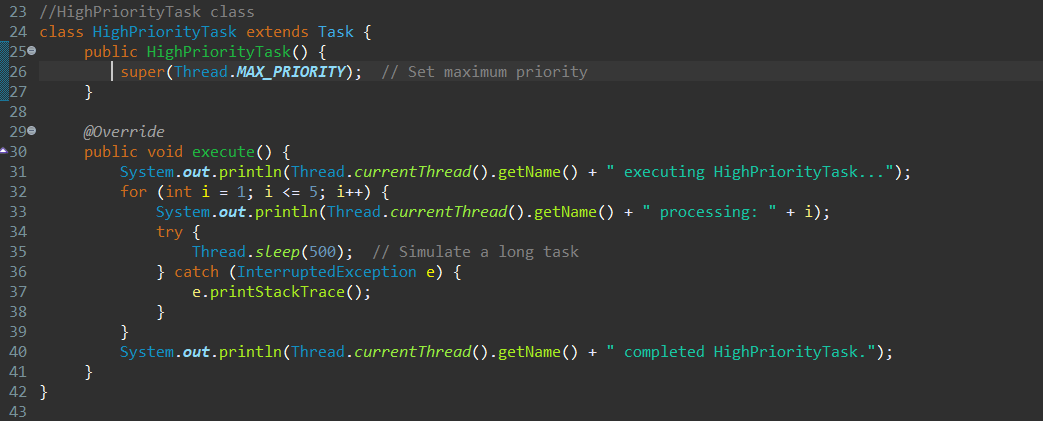 23 //HighPriorityTask class
24 class HighPriorityTask extends Task {
25     public HighPriorityTask() {
26         super(Thread.MAX_PRIORITY);  // Set maximum priority
27     }
28
29     @Override
30     public void execute() {
31         System.out.println(Thread.currentThread().getName() + " executing HighPriorityTask...");
32         for (int i = 1; i <= 5; i++) {
33             System.out.println(Thread.currentThread().getName() + " processing: " + i);
34             try {
35                 Thread.sleep(500);  // Simulate a long task
36             } catch (InterruptedException e) {
37                 e.printStackTrace();
38             }
39         }
40         System.out.println(Thread.currentThread().getName() + " completed HighPriorityTask.");
41     }
42 }
43